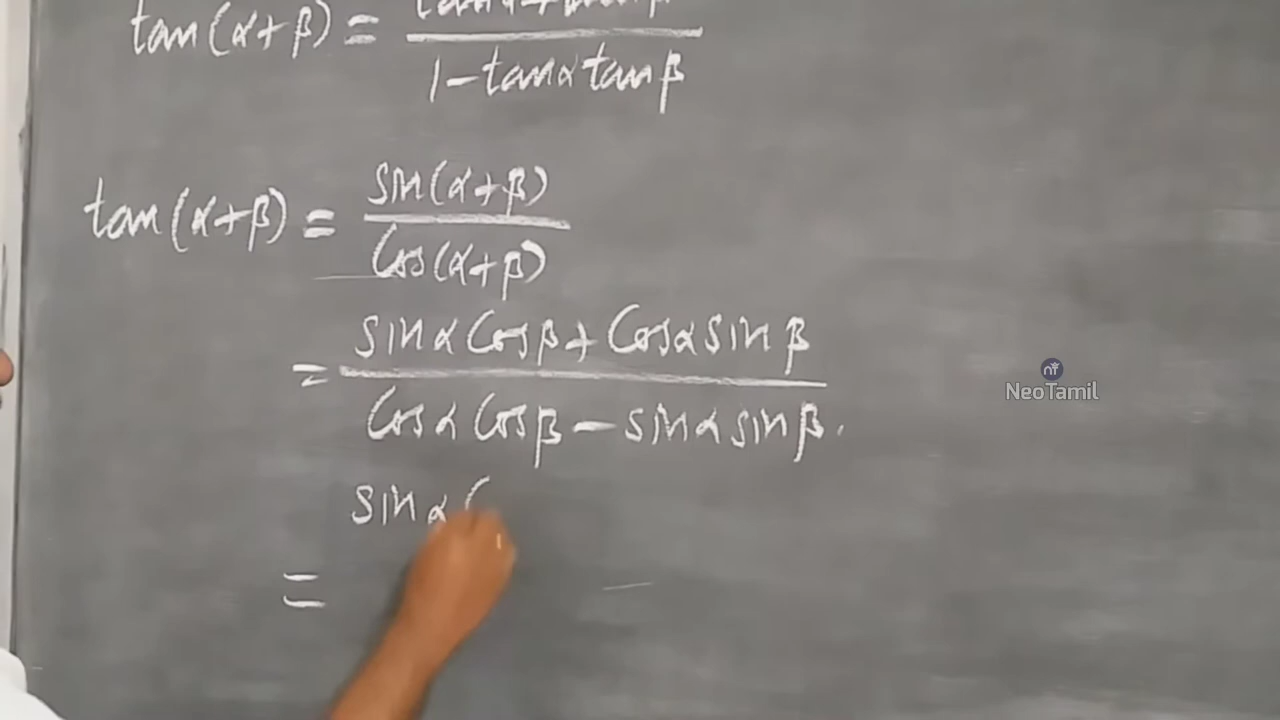 tan(α+β) =
1-tanα tanβ
tan(α+β) = sin(α+β)
Cos(α+β)
= sinα Cosβ + Cosα sinβ
Cosα Cosβ - sinα sinβ.
sinα C
=
NeoTamil